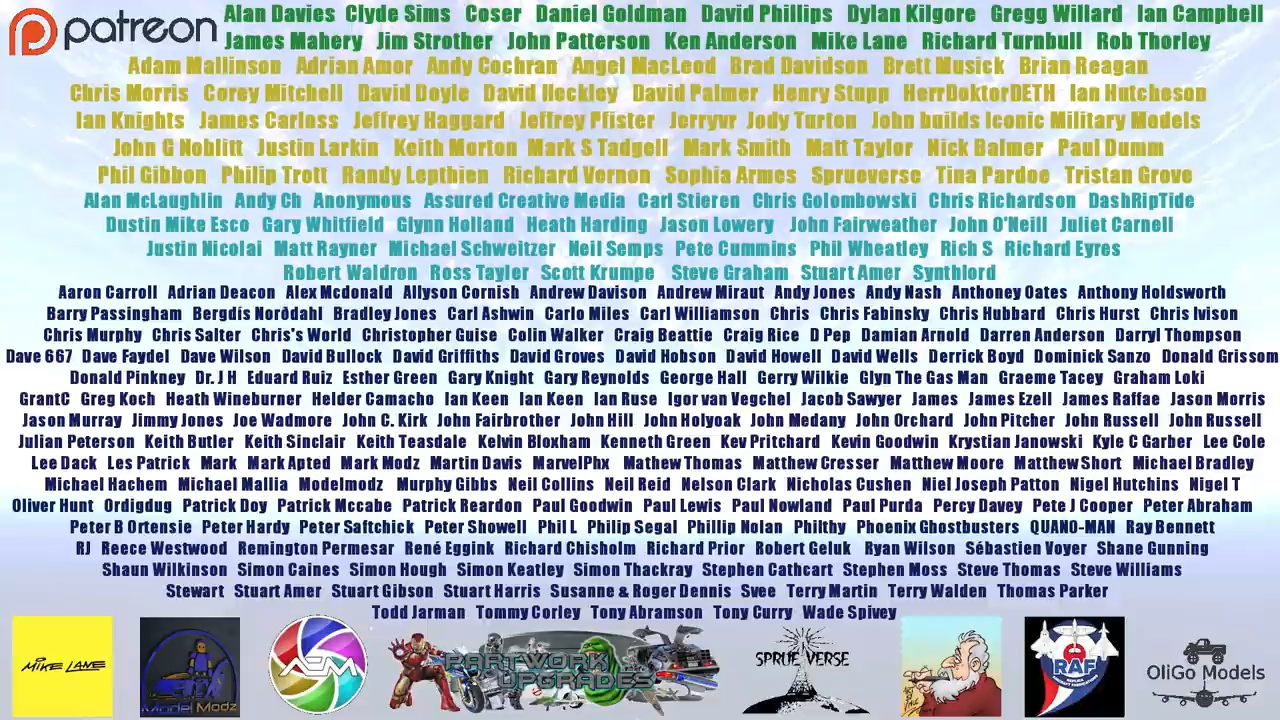 patreon
Alan Davies Clyde Sims Coser Daniel Goldman David Phillips Dylan Kilgore Gregg Willard Ian Campbell
James Mahery Jim Strother John Patterson Ken Anderson Mike Lane Richard Turnbull Rob Thorley
Adam Mallinson Adrian Amor Andy Cochran Angel MacLeod Brad Davidson Brett Musick Brian Reagan
Chris Morris Corey Mitchell David Doyle David Heckley David Palmer Henry Stupp HerrDoktorDETH Ian Hutcheson
Ian Knights James Carloss Jeffrey Haggard Jeffrey Pfister Jerryvr Jody Turton John builds Iconic Military Models
John G Noblitt Justin Larkin Keith Morton Mark S Tadgell Mark Smith Matt Taylor Nick Balmer Paul Dumm
Phil Gibbon Philip Trott Randy Lepthien Richard Vernon Sophia Armes Sprueverse Tina Pardoe Tristan Grove
Alan McLaughlin Andy Ch Anonymous Assured Creative Media Carl Stieren Chris Golombowski Chris Richardson DashRipTide
Dustin Mike Esco Gary Whitfield Glynn Holland Heath Harding Jason Lowery John Fairweather John O'Neill Juliet Carnell
Justin Nicolai Matt Rayner Michael Schweitzer Neil Semps Pete Cummins Phil Wheatley Rich S Richard Eyres
Robert Waldron Ross Taylor Scott Krumpe Steve Graham Stuart Amer Synthlord
Aaron Carroll Adrian Deacon Alex Mcdonald Allyson Cornish Andrew Davison Andrew Miraut Andy Jones Andy Nash Anthoney Oates Anthony Holdsworth
Barry Passingham Bergdís Norðdahl Bradley Jones Carl Ashwin Carlo Miles Carl Williamson Chris Chris Fabinsky Chris Hubbard Chris Hurst Chris Ivison
Chris Murphy Chris Salter Chris's World Christopher Guise Colin Walker Craig Beattie Craig Rice D Pep Damian Arnold Darren Anderson Darryl Thompson
Dave 667 Dave Faydel Dave Wilson David Bullock David Griffiths David Groves David Hobson David Howell David Wells Derrick Boyd Dominick Sanzo Donald Grissom
Donald Pinkney Dr. J H Eduard Ruiz Esther Green Gary Knight Gary Reynolds George Hall Gerry Wilkie Glyn The Gas Man Graeme Tacey Graham Loki
GrantC Greg Koch Heath Wineburner Helder Camacho Ian Keen Ian Keen Ian Ruse Igor van Vegchel Jacob Sawyer James James Ezell James Raffae Jason Morris
Jason Murray Jimmy Jones Joe Wadmore John C. Kirk John Fairbrother John Hill John Holyoak John Medany John Orchard John Pitcher John Russell John Russell
Julian Peterson Keith Butler Keith Sinclair Keith Teasdale Kelvin Bloxham Kenneth Green Kev Pritchard Kevin Goodwin Krystian Janowski Kyle C Garber Lee Cole
Lee Dack Les Patrick Mark Mark Apted Mark Modz Martin Davis MarvelPhx Mathew Thomas Matthew Cresser Matthew Moore Matthew Short Michael Bradley
Michael Hachem Michael Mallia Modelmodz Murphy Gibbs Neil Collins Neil Reid Nelson Clark Nicholas Cushen Niel Joseph Patton Nigel Hutchins Nigel T
Oliver Hunt Ordigdug Patrick Doy Patrick Mccabe Patrick Reardon Paul Goodwin Paul Lewis Paul Nowland Paul Purda Percy Davey Pete J Cooper Peter Abraham
Peter B Ortensie Peter Hardy Peter Saftchick Peter Showell Phil L Philip Segal Phillip Nolan Philthy Phoenix Ghostbusters QUANO-MAN Ray Bennett
RJ Reece Westwood Remington Permesar René Eggink Richard Chisholm Richard Prior Robert Geluk Ryan Wilson Sébastien Voyer Shane Gunning
Shaun Wilkinson Simon Caines Simon Hough Simon Keatley Simon Thackray Stephen Cathcart Stephen Moss Steve Thomas Steve Williams
Stewart Stuart Amer Stuart Gibson Stuart Harris Susanne & Roger Dennis Svee Terry Martin Terry Walden Thomas Parker
Todd Jarman Tommy Corley Tony Abramson Tony Curry Wade Spivey
MIKE LANE
Model Modz
ACM
PARTWORK
UPGRADES
SPRUE VERSE
RAF
OliGo Models